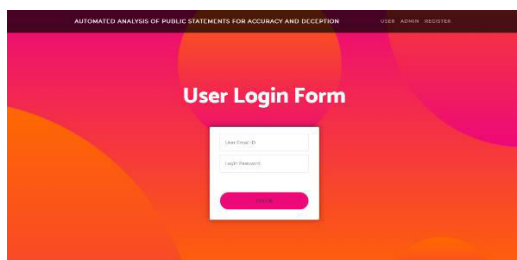 AUTOMATED ANALYSIS OF PUBLIC STATEMENTS FOR ACCURACY AND DECEPTION
USER ADMIN REGISTER
User Login Form
User Email ID
Login Password